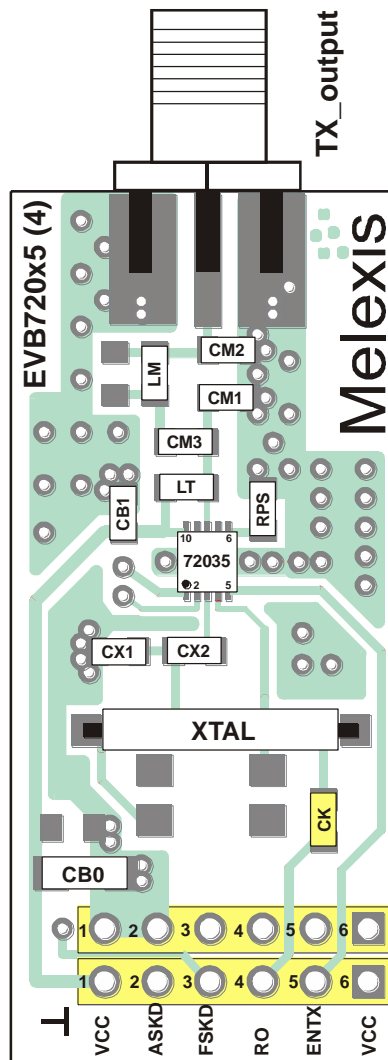 TX_output
EVB720x5 (4)
Melexis
CM2
LM
CM1
CM3
LT
CB1
RPS
10 6
72035
2 5
CX1 CX2
XTAL
CK
CB0
1 2 3 4 5 6
1 2 3 4 5 6
VCC ASKD FSKD RO ENTX VCC